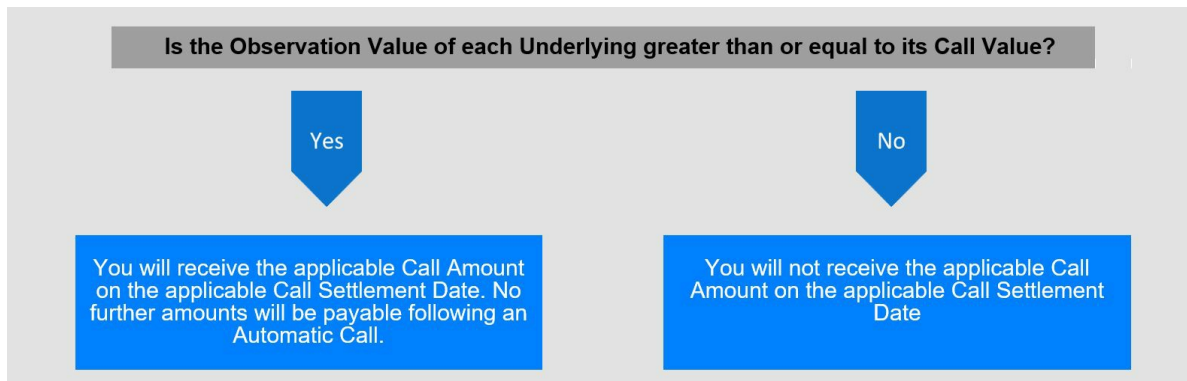 Is the Observation Value of each Underlying greater than or equal to its Call Value?
Yes
No
You will receive the applicable Call Amount
on the applicable Call Settlement Date. No
further amounts will be payable following an
Automatic Call.
You will not receive the applicable Call
Amount on the applicable Call Settlement
Date